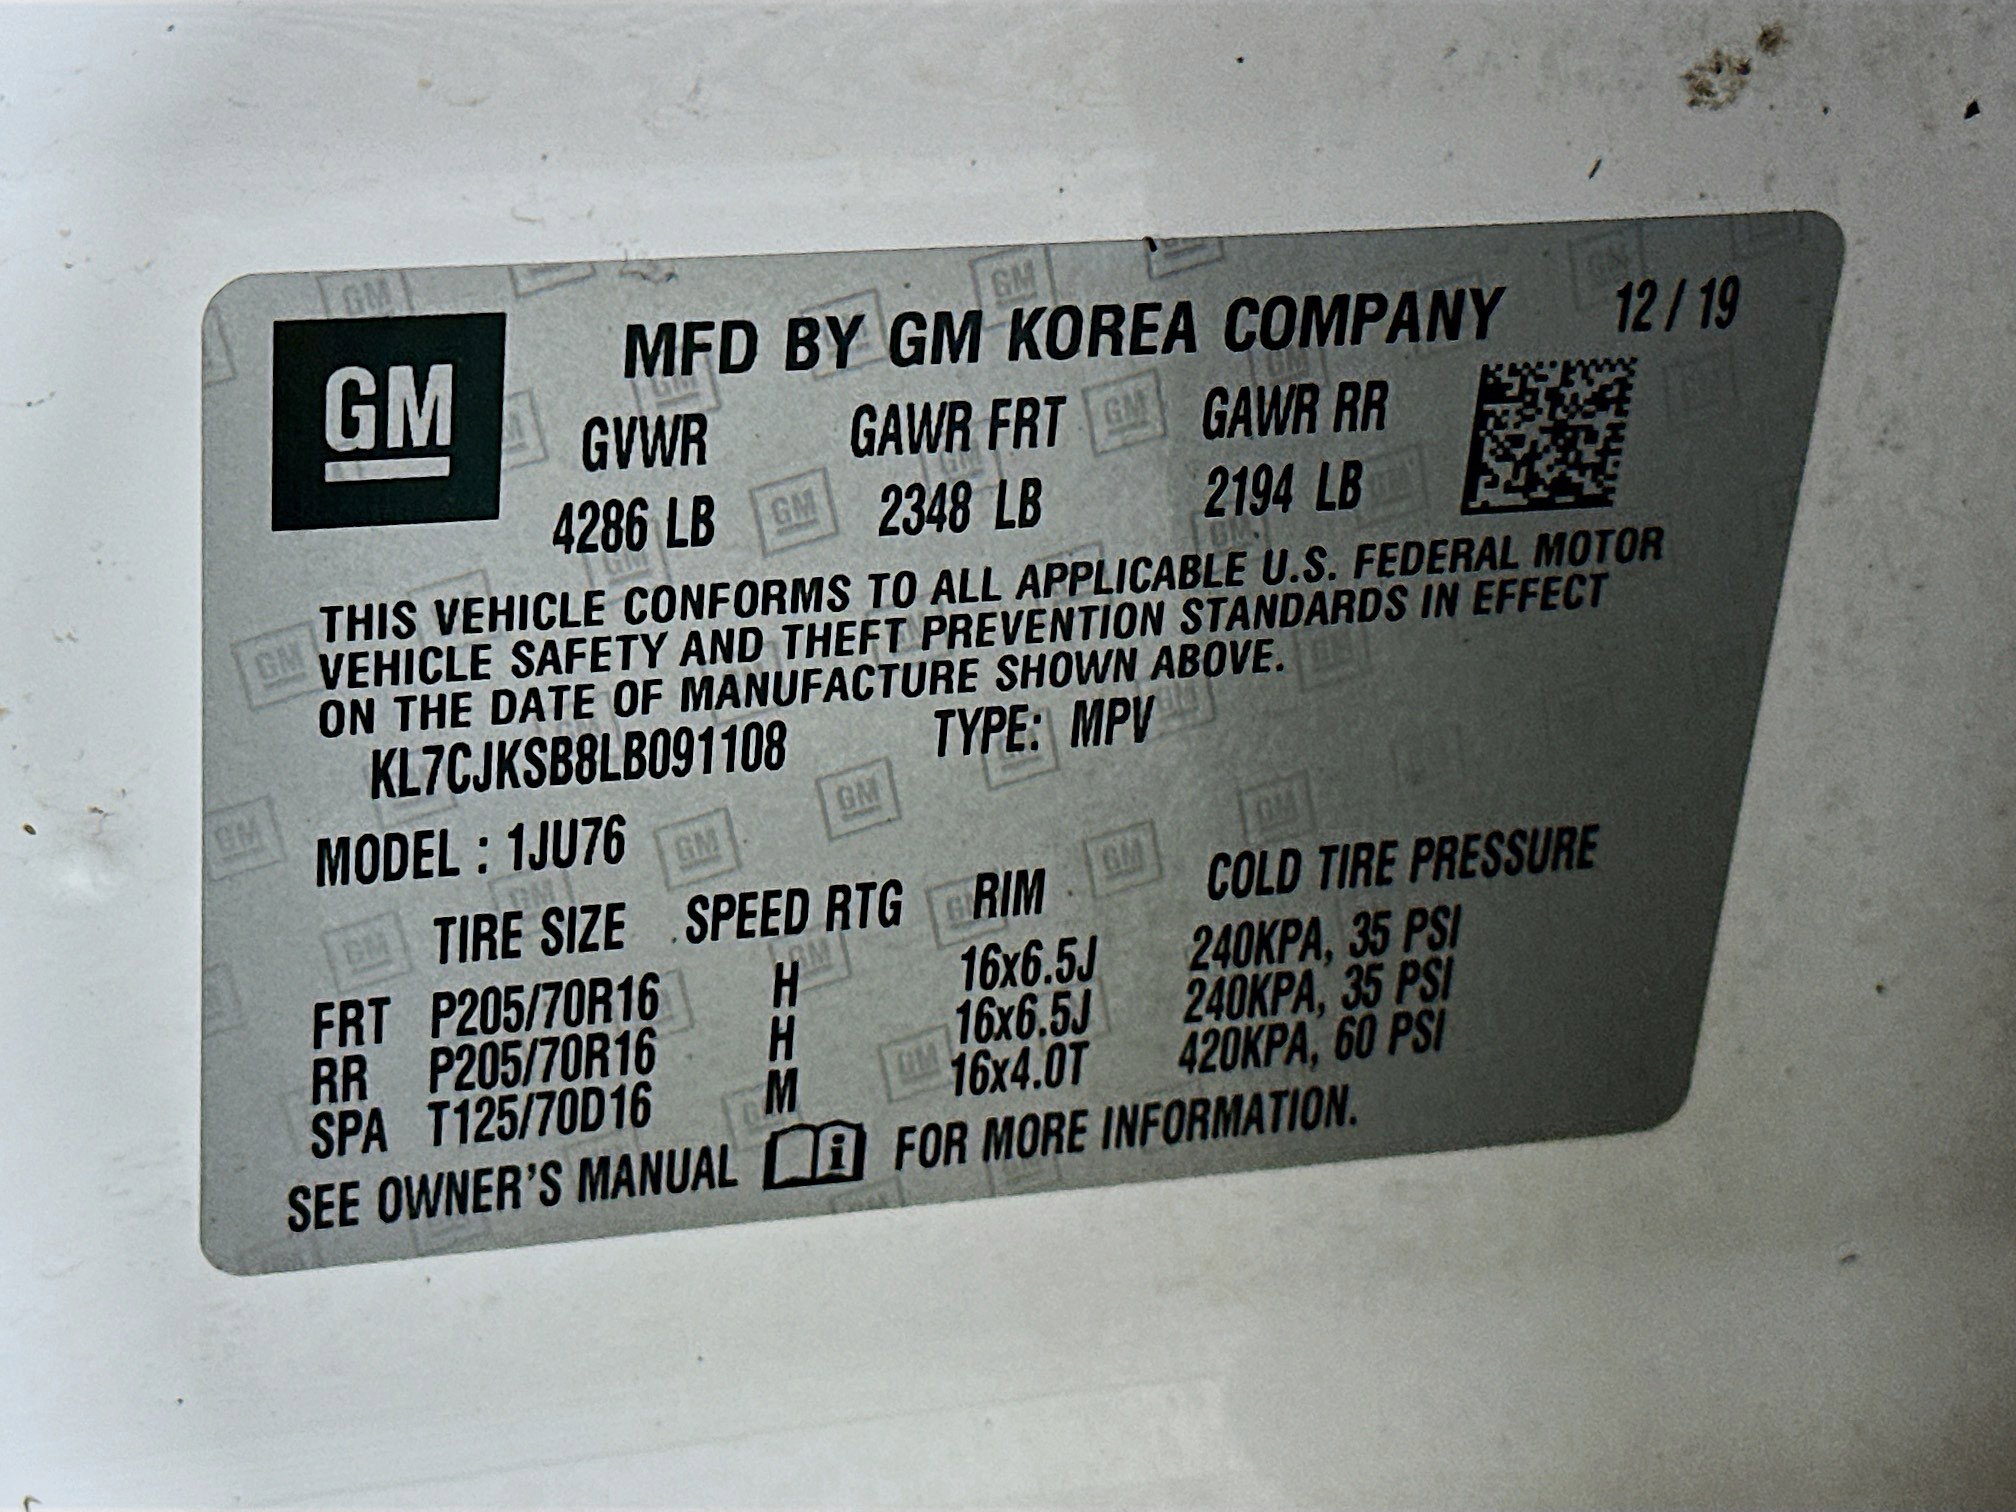 GM
MFD BY GM KOREA COMPANY 12 / 19
GVWR GAWR FRT GAWR RR
4286 LB 2348 LB 2194 LB
THIS VEHICLE CONFORMS TO ALL APPLICABLE U.S. FEDERAL MOTOR
VEHICLE SAFETY AND THEFT PREVENTION STANDARDS IN EFFECT
ON THE DATE OF MANUFACTURE SHOWN ABOVE.
KL7CJKSB8LB091108 TYPE: MPV
MODEL : 1JU76
TIRE SIZE SPEED RTG RIM COLD TIRE PRESSURE
FRT P205/70R16 H 16x6.5J 240KPA, 35 PSI
RR P205/70R16 H 16x6.5J 240KPA, 35 PSI
SPA T125/70D16 M 16x4.0T 420KPA, 60 PSI
SEE OWNER'S MANUAL i FOR MORE INFORMATION.